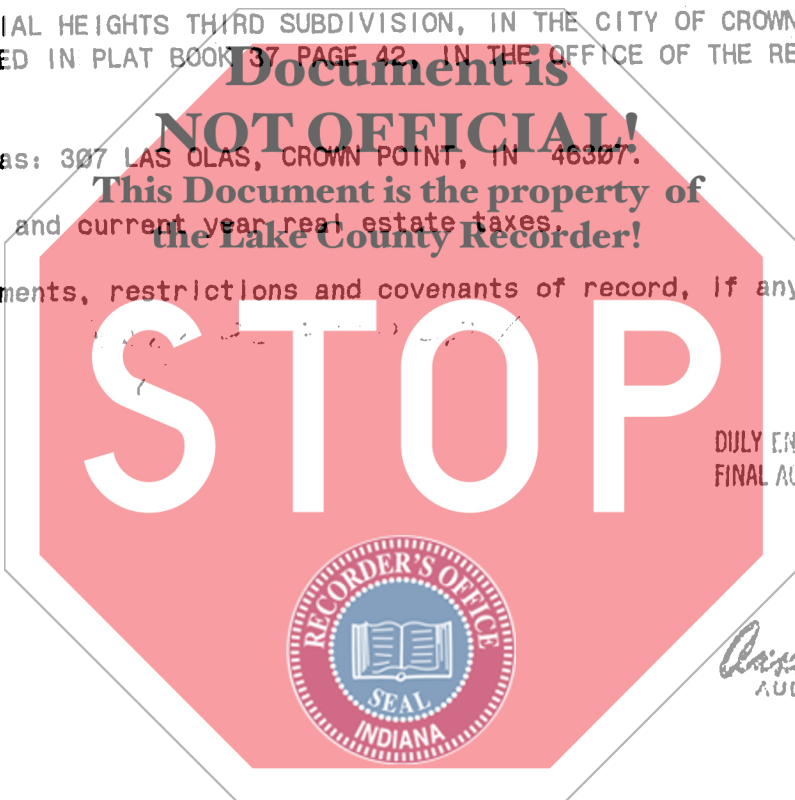 IAL HEIGHTS THIRD SUBDIVISION, IN THE CITY OF CROWN
ED IN PLAT BOOK 37 PAGE 42, IN THE OFFICE OF THE RE
Document is
NOT OFFICIAL!
as: 307 LAS OLAS, CROWN POINT, IN 46307.
This Document is the property of
and current year real estate taxes.
the Lake County Recorder!
ments, restrictions and covenants of record, if any
STOP
DULY EN
FINAL AC
RECORDER'S OFFICE
SEAL
INDIANA
AUD